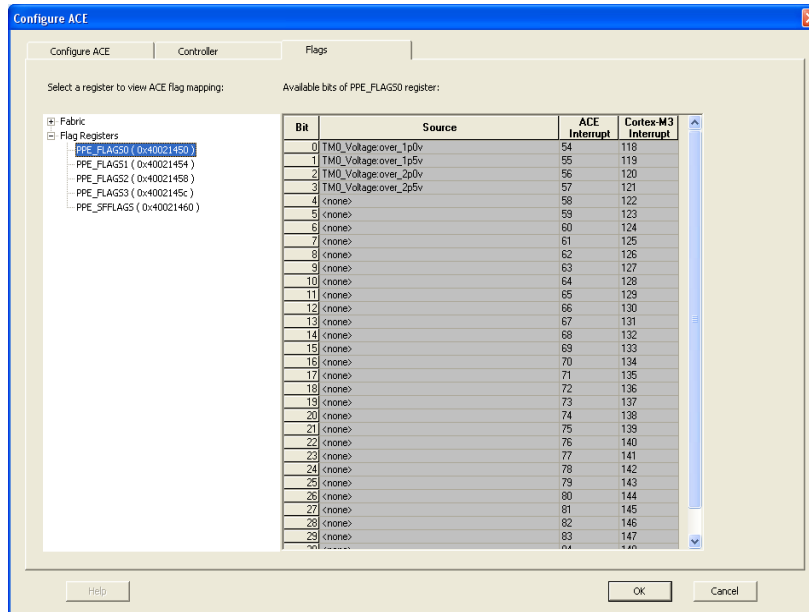 Configure ACE
Configure ACE Controller Flags
Select a register to view ACE flag mapping: Available bits of PPE_FLAGS0 register:
Fabric
Flag Registers
PPE_FLAGS0 ( 0x40021450 )
PPE_FLAGS1 ( 0x40021454 )
PPE_FLAGS2 ( 0x40021458 )
PPE_FLAGS3 ( 0x4002145c )
PPE_SFFLAGS ( 0x40021460 )
Bit Source ACE Interrupt Cortex-M3 Interrupt
0 TM0_Voltage:over_1p0v 54 118
1 TM0_Voltage:over_1p5v 55 119
2 TM0_Voltage:over_2p0v 56 120
3 TM0_Voltage:over_2p5v 57 121
4 <none> 58 122
5 <none> 59 123
6 <none> 60 124
7 <none> 61 125
8 <none> 62 126
9 <none> 63 127
10 <none> 64 128
11 <none> 65 129
12 <none> 66 130
13 <none> 67 131
14 <none> 68 132
15 <none> 69 133
16 <none> 70 134
17 <none> 71 135
18 <none> 72 136
19 <none> 73 137
20 <none> 74 138
21 <none> 75 139
22 <none> 76 140
23 <none> 77 141
24 <none> 78 142
25 <none> 79 143
26 <none> 80 144
27 <none> 81 145
28 <none> 82 146
29 <none> 83 147
Help OK Cancel